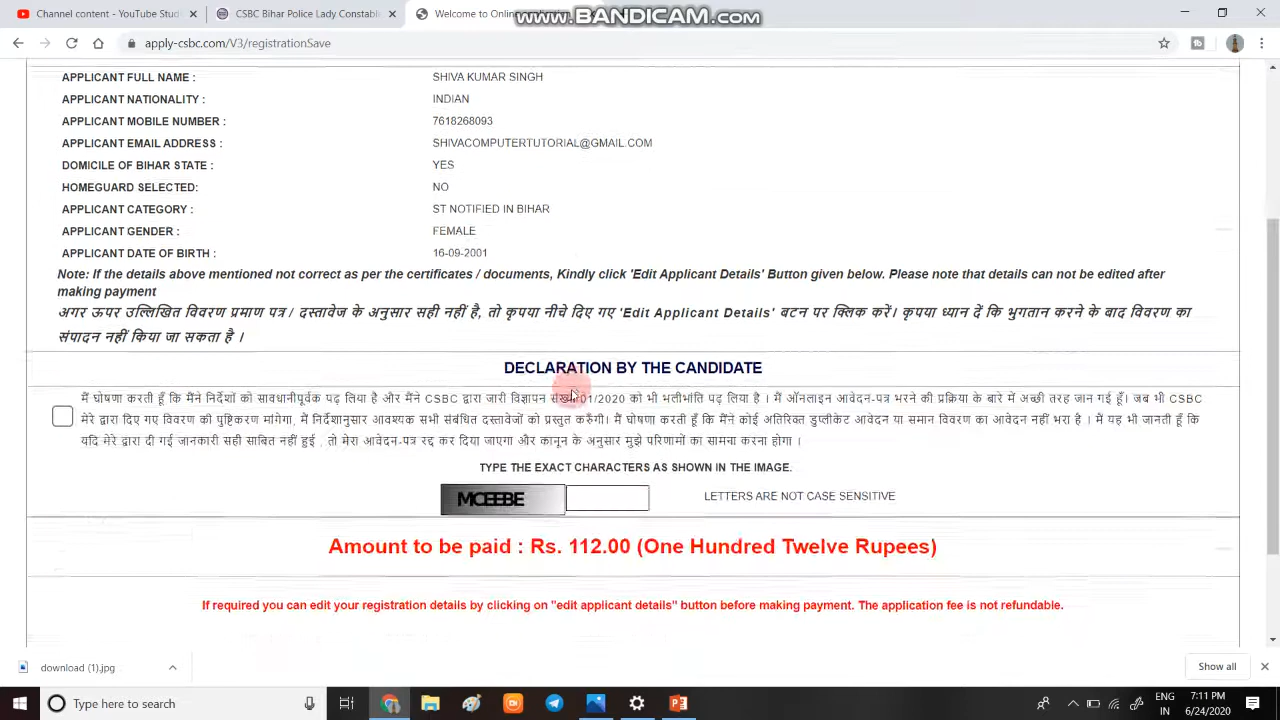 (58) YouTube Studio
CSBC Bihar Police Lady Constabl
Welcome to Online
www.BANDICAM.com
apply-csbc.com/V3/registrationSave
APPLICANT FULL NAME : SHIVA KUMAR SINGH
APPLICANT NATIONALITY : INDIAN
APPLICANT MOBILE NUMBER : 7618268093
APPLICANT EMAIL ADDRESS : SHIVACOMPUTERTUTORIAL@GMAIL.COM
DOMICILE OF BIHAR STATE : YES
HOMEGUARD SELECTED: NO
APPLICANT CATEGORY : ST NOTIFIED IN BIHAR
APPLICANT GENDER : FEMALE
APPLICANT DATE OF BIRTH : 16-09-2001
Note: If the details above mentioned not correct as per the certificates / documents, Kindly click 'Edit Applicant Details' Button given below. Please note that details can not be edited after
making payment
अगर ऊपर उल्लिखित विवरण प्रमाण पत्र / दस्तावेज के अनुसार सही नहीं है, तो कृपया नीचे दिए गए 'Edit Applicant Details' बटन पर क्लिक करें। कृपया ध्यान दें कि भुगतान करने के बाद विवरण का
संपादन नहीं किया जा सकता है ।
DECLARATION BY THE CANDIDATE
मैं घोषणा करती हूँ कि मैंने निर्देशों को सावधानीपूर्वक पढ़ लिया है और मैंने CSBC द्वारा जारी विज्ञापन संख्या 01/2020 को भी भलीभांति पढ़ लिया है । मैं ऑनलाइन आवेदन-पत्र भरने की प्रक्रिया के बारे में अच्छी तरह जान गई हूँ। जब भी CSBC
मेरे द्वारा दिए गए विवरण की पुष्टिकरण मांगेगा, मैं निर्देशानुसार आवश्यक सभी संबंधित दस्तावेजों को प्रस्तुत करूँगी। मैं घोषणा करती हूँ कि मैंने कोई अतिरिक्त डुप्लीकेट आवेदन या समान विवरण का आवेदन नहीं भरा है । मैं यह भी जानती हूँ कि
यदि मेरे द्वारा दी गई जानकारी सही साबित नहीं हुई , तो मेरा आवेदन-पत्र रद्द कर दिया जाएगा और कानून के अनुसार मुझे परिणामों का सामना करना होगा ।
TYPE THE EXACT CHARACTERS AS SHOWN IN THE IMAGE.
MCEEBE LETTERS ARE NOT CASE SENSITIVE
Amount to be paid : Rs. 112.00 (One Hundred Twelve Rupees)
If required you can edit your registration details by clicking on "edit applicant details" button before making payment. The application fee is not refundable.
download (1).jpg
Show all
Type here to search
ENG 7:11 PM
IN 6/24/2020